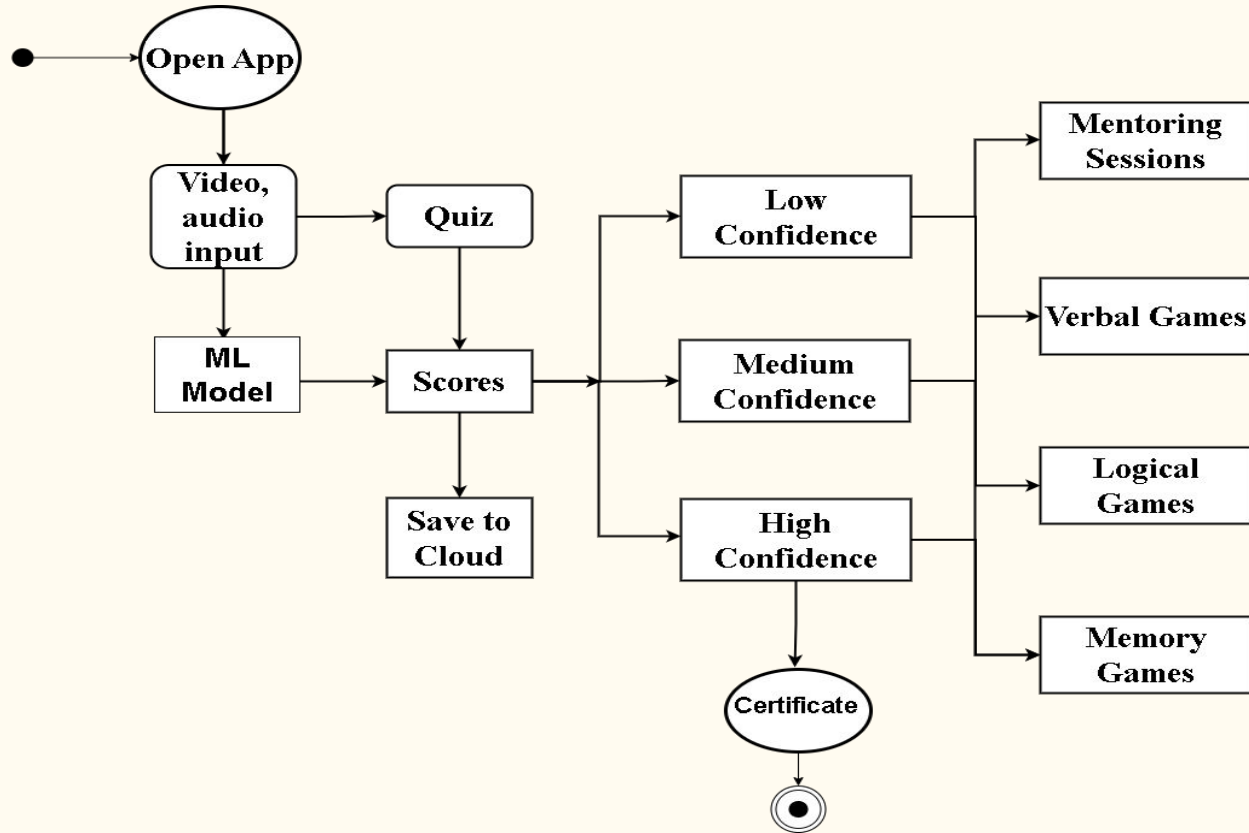 Open App
Video,
audio
input
Quiz
ML
Model
Scores
Save to
Cloud
Low
Confidence
Medium
Confidence
High
Confidence
Certificate
Mentoring
Sessions
Verbal Games
Logical
Games
Memory
Games